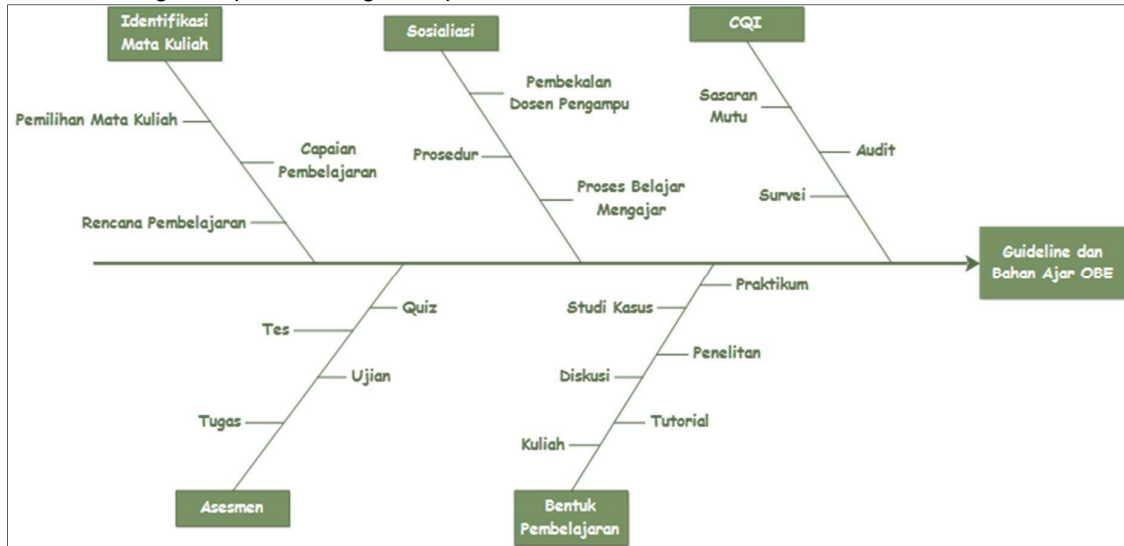 Identifikasi
Mata Kuliah
Sosialiasi
CQI
Pemilihan Mata Kuliah
Capaian
Pembelajaran
Rencana Pembelajaran
Pembekalan
Dosen Pengampu
Prosedur
Proses Belajar
Mengajar
Sasaran
Mutu
Audit
Survei
Guideline dan
Bahan Ajar OBE
Quiz
Tes
Ujian
Tugas
Asesmen
Praktikum
Studi Kasus
Penelitan
Diskusi
Tutorial
Kuliah
Bentuk
Pembelajaran